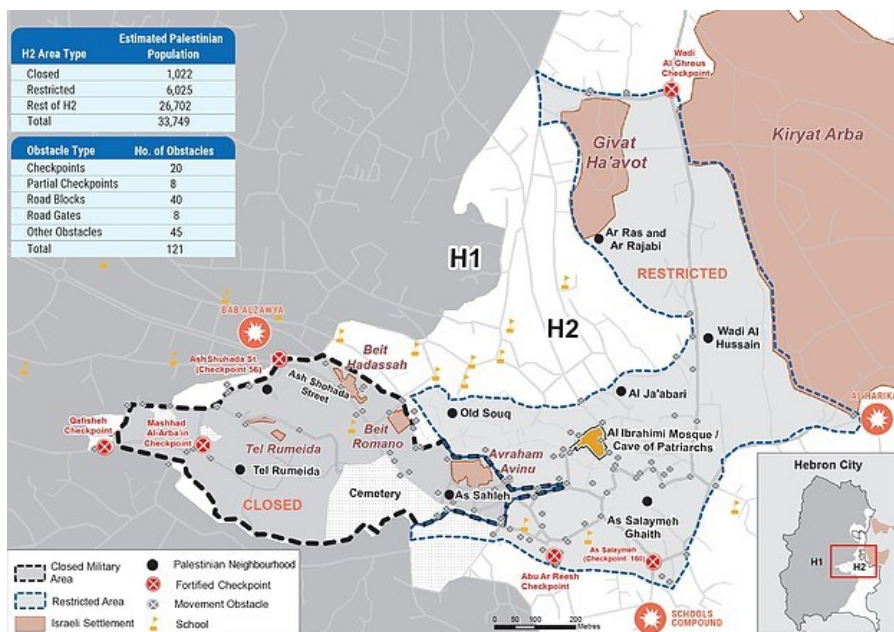 H2 Area Type Estimated Palestinian Population
Closed 1,022
Restricted 6,025
Rest of H2 26,702
Total 33,749
Obstacle Type No. of Obstacles
Checkpoints 20
Partial Checkpoints 8
Road Blocks 40
Road Gates 8
Other Obstacles 45
Total 121
Wadi
Al Ghrous
Checkpoint
Givat
Ha'avot
Kiryat Arba
Ar Ras and
Ar Rajabi
H1
RESTRICTED
BAB ALZAWYA
H2
Wadi Al
Hussain
Beit
Hadassah
Ash Shuhada St.
(Checkpoint 56)
Ash Shohada
Street
Al Ja'abari
AL HARIKA
Old Souq
Qafisheh
Checkpoint
Mashhad
Al-Arba'in
Checkpoint
Beit
Romano
Al Ibrahimi Mosque /
Cave of Patriarchs
Tel Rumeida
Avraham
Avinu
Tel Rumeida
Hebron City
CLOSED
Cemetery
As Sahleh
As Salaymeh
Ghaith
As Salaymeh
(Checkpoint 160)
Abu Ar Reesh
Checkpoint
H1
H2
Closed Military
Area
Restricted Area
Israeli Settlement
Palestinian Neighbourhood
Fortified Checkpoint
Movement Obstacle
School
0 50 100 200
Metres
SCHOOLS
COMPOUND